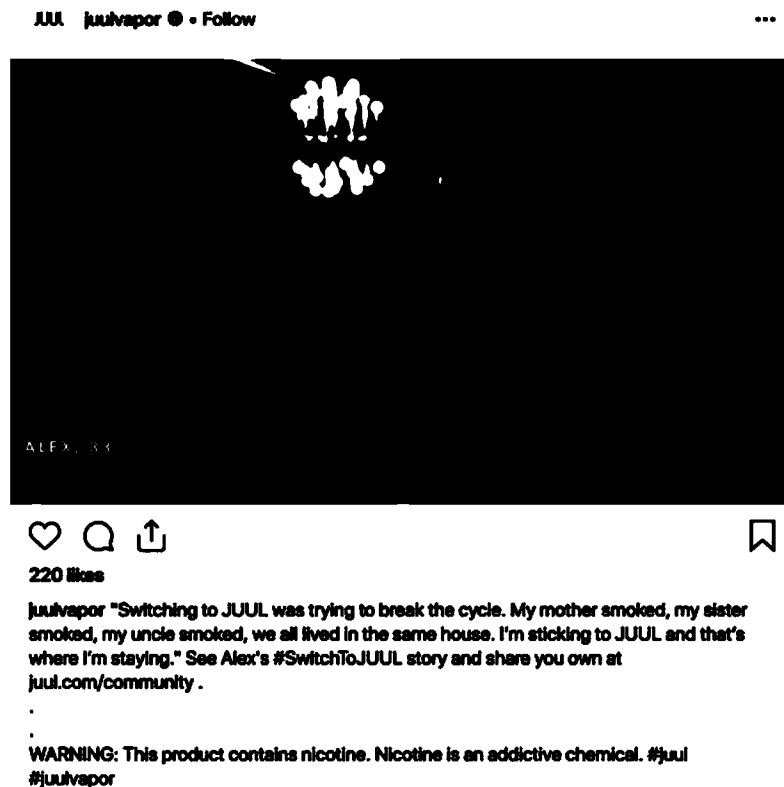 JUUL juulvapor • Follow
ALEX, 33
220 likes
juulvapor "Switching to JUUL was trying to break the cycle. My mother smoked, my sister
smoked, my uncle smoked, we all lived in the same house. I'm sticking to JUUL and that's
where I'm staying." See Alex's #SwitchToJUUL story and share you own at
juul.com/community .
.
.
WARNING: This product contains nicotine. Nicotine is an addictive chemical. #juul
#juulvapor